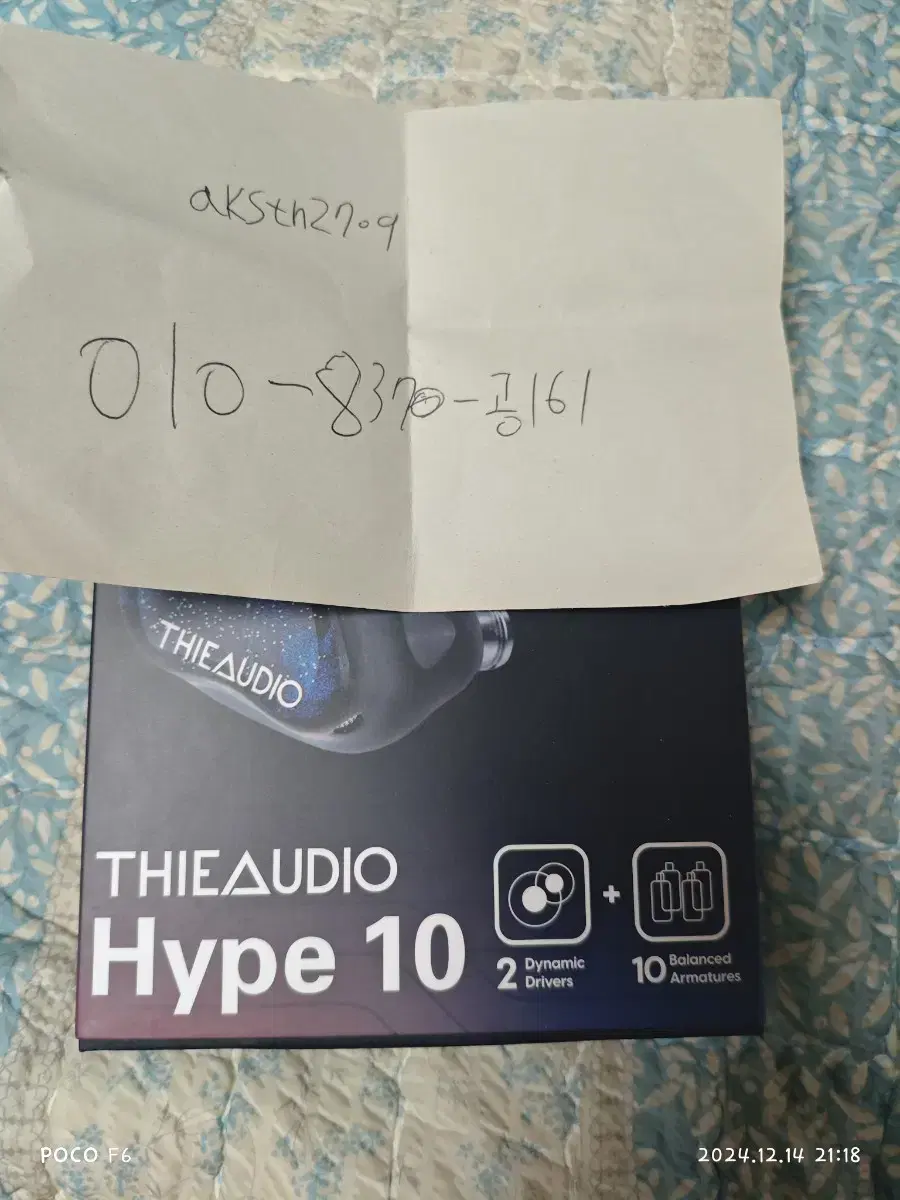 akSth2709
010-8370-공161
THIEAUDIO
THIEAUDIO
Hype 10
2 Dynamic Drivers + 10 Balanced Armatures
POCO F6
2024.12.14 21:18